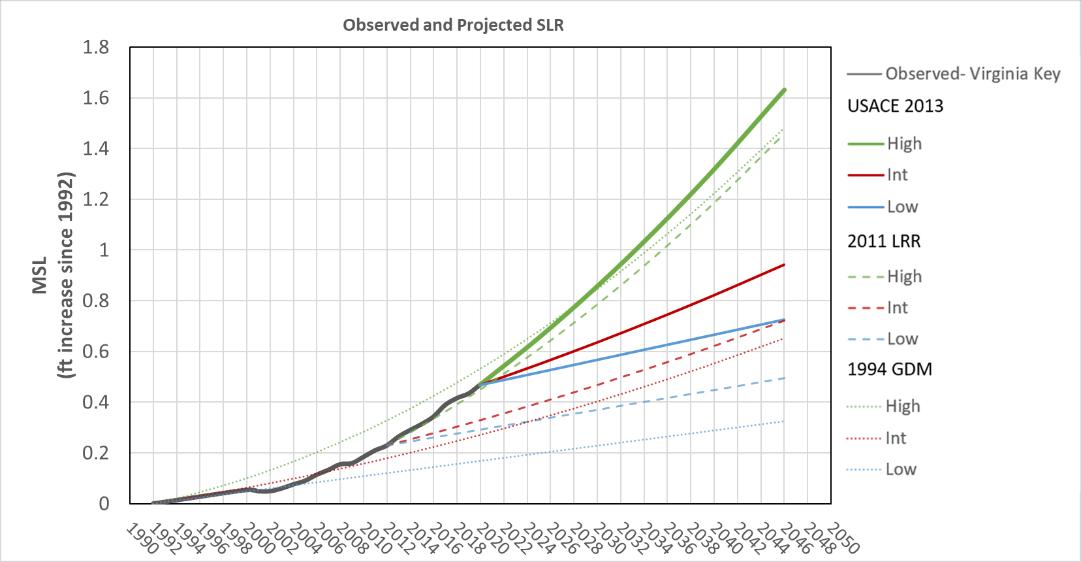 Observed and Projected SLR
MSL
(ft increase since 1992)
1.8
1.6
1.4
1.2
1
0.8
0.6
0.4
0.2
0
1990
1992
1994
1996
1998
2000
2002
2004
2006
2008
2010
2012
2014
2016
2018
2020
2022
2024
2026
2028
2030
2032
2034
2036
2038
2040
2042
2044
2046
2048
2050
Observed- Virginia Key
USACE 2013
High
Int
Low
2011 LRR
High
Int
Low
1994 GDM
High
Int
Low